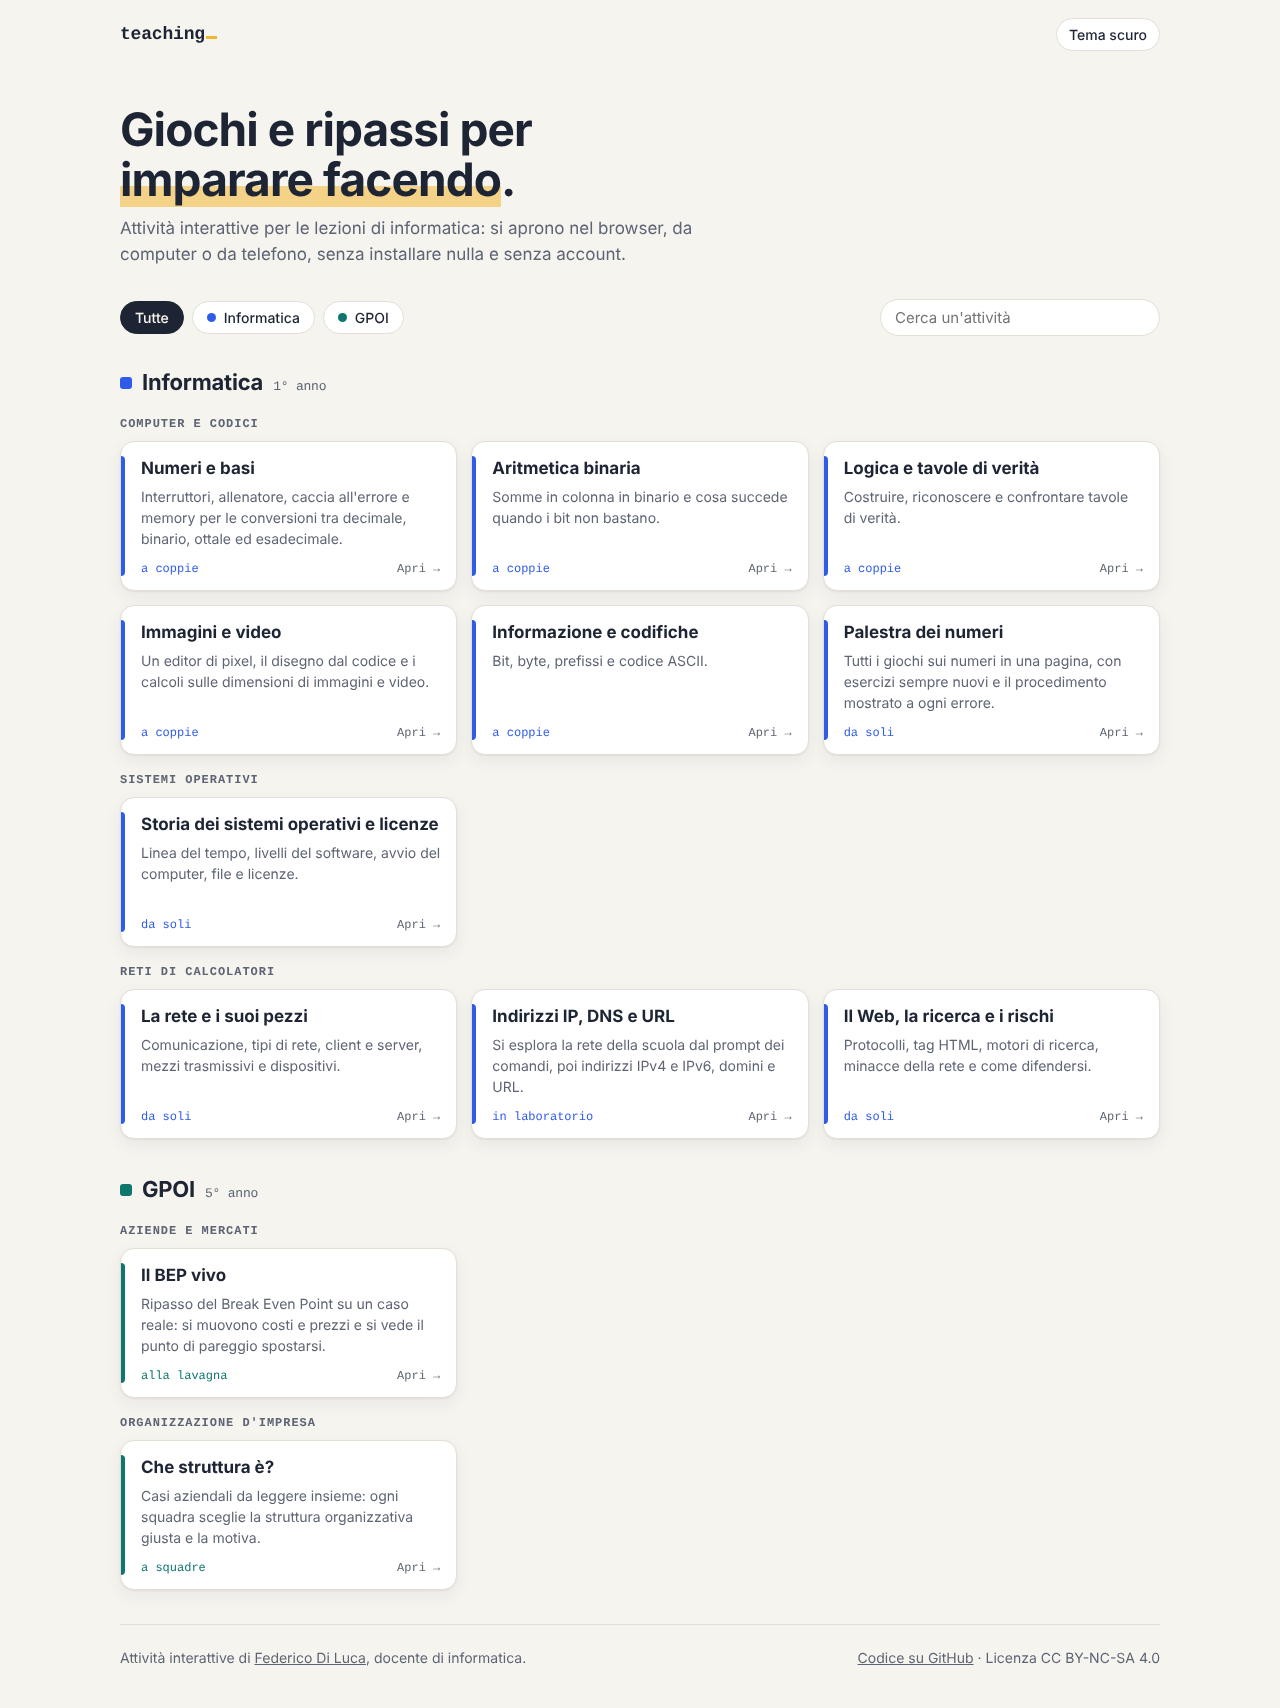 teaching_
Tema scuro
Giochi e ripassi per
imparare facendo.
Attività interattive per le lezioni di informatica: si aprono nel browser, da
computer o da telefono, senza installare nulla e senza account.
Tutte
Informatica
GPOI
Cerca un'attività
Informatica 1° anno
COMPUTER E CODICI
Numeri e basi
Interruttori, allenatore, caccia all'errore e
memory per le conversioni tra decimale,
binario, ottale ed esadecimale.
a coppie
Apri →
Aritmetica binaria
Somme in colonna in binario e cosa succede
quando i bit non bastano.
a coppie
Apri →
Logica e tavole di verità
Costruire, riconoscere e confrontare tavole
di verità.
a coppie
Apri →
Immagini e video
Un editor di pixel, il disegno dal codice e i
calcoli sulle dimensioni di immagini e video.
a coppie
Apri →
Informazione e codifiche
Bit, byte, prefissi e codice ASCII.
a coppie
Apri →
Palestra dei numeri
Tutti i giochi sui numeri in una pagina, con
esercizi sempre nuovi e il procedimento
mostrato a ogni errore.
da soli
Apri →
SISTEMI OPERATIVI
Storia dei sistemi operativi e licenze
Linea del tempo, livelli del software, avvio del
computer, file e licenze.
da soli
Apri →
RETI DI CALCOLATORI
La rete e i suoi pezzi
Comunicazione, tipi di rete, client e server,
mezzi trasmissivi e dispositivi.
da soli
Apri →
Indirizzi IP, DNS e URL
Si esplora la rete della scuola dal prompt dei
comandi, poi indirizzi IPv4 e IPv6, domini e
URL.
in laboratorio
Apri →
Il Web, la ricerca e i rischi
Protocolli, tag HTML, motori di ricerca,
minacce della rete e come difendersi.
da soli
Apri →
GPOI 5° anno
AZIENDE E MERCATI
Il BEP vivo
Ripasso del Break Even Point su un caso
reale: si muovono costi e prezzi e si vede il
punto di pareggio spostarsi.
alla lavagna
Apri →
ORGANIZZAZIONE D'IMPRESA
Che struttura è?
Casi aziendali da leggere insieme: ogni
squadra sceglie la struttura organizzativa
giusta e la motiva.
a squadre
Apri →
Attività interattive di Federico Di Luca, docente di informatica.
Codice su GitHub · Licenza CC BY-NC-SA 4.0